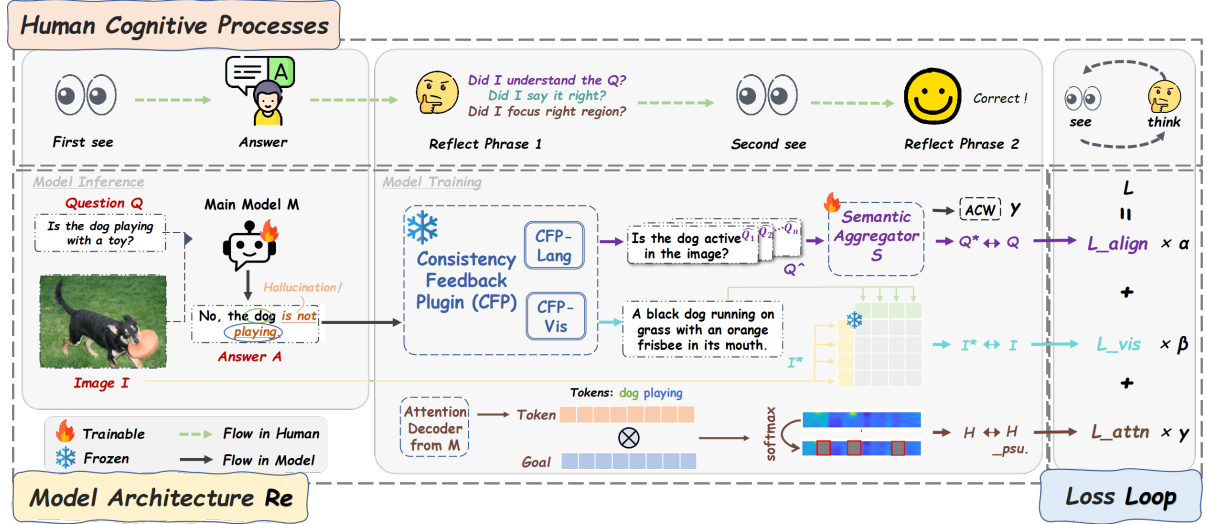 Human Cognitive Processes
A
Did I understand the Q?
Did I say it right?
Did I focus right region?
Correct !
see
think
First see
Answer
Reflect Phrase 1
Second see
Reflect Phrase 2
Model Inference
Question Q
Is the dog playing
with a toy?
Main Model M
Hallucination!
No, the dog is not
playing.
Answer A
Image I
Model Training
Consistency
Feedback
Plugin (CFP)
CFP-
Lang
CFP-
Vis
Is the dog active
in the image?
Q̂1 Q̂2 ...Q̂n
Q^
Semantic
Aggregator
S
ACW y
Q* ↔ Q
A black dog running on
grass with an orange
frisbee in its mouth.
I*
I* ↔ I
Tokens: dog playing
Attention
Decoder
from M
Token
Goal
softmax
H ↔ H
_psu.
L
=
L_align × α
+
L_vis × β
+
L_attn × γ
Trainable
Flow in Human
Frozen
Flow in Model
Model Architecture Re
Loss Loop